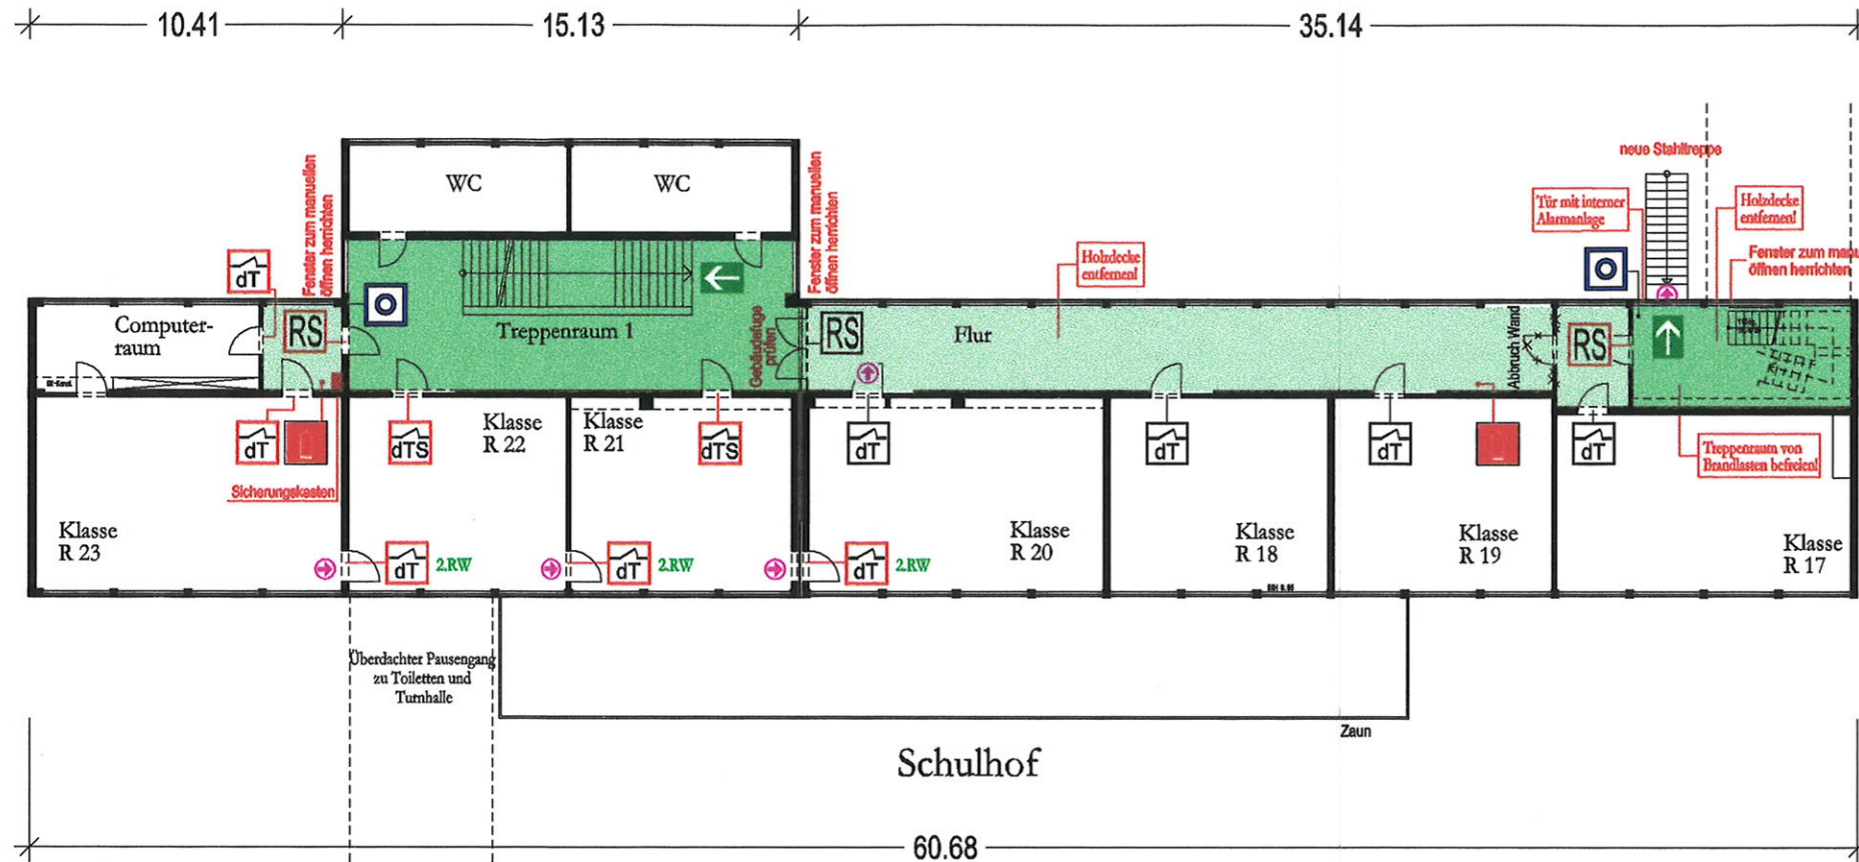 10.41
15.13
35.14
neue Stahltreppe
WC
WC
Fenster zum manuellen
öffnen herrichten
Fenster zum manuellen
öffnen herrichten
Tür mit interner
Alarmanlage
Holzdecke
entfernen!
Holzdecke
entfernen!
Fenster zum manu
öffnen herrichten
dT
Computer-
raum
RS
Treppenraum 1
Gebäudefuge
prüfen
RS
Flur
Abbruch Wand
RS
dT
dTS
Klasse
R 22
Klasse
R 21
dTS
dT
dT
dT
dT
Treppenraum von
Brandlasten befreien!
Sicherungskasten
Klasse
R 23
dT
2.RW
dT
2.RW
dT
2.RW
Klasse
R 20
Klasse
R 18
Klasse
R 19
Klasse
R 17
Überdachter Pausengang
zu Toiletten und
Turnhalle
Zaun
Schulhof
60.68